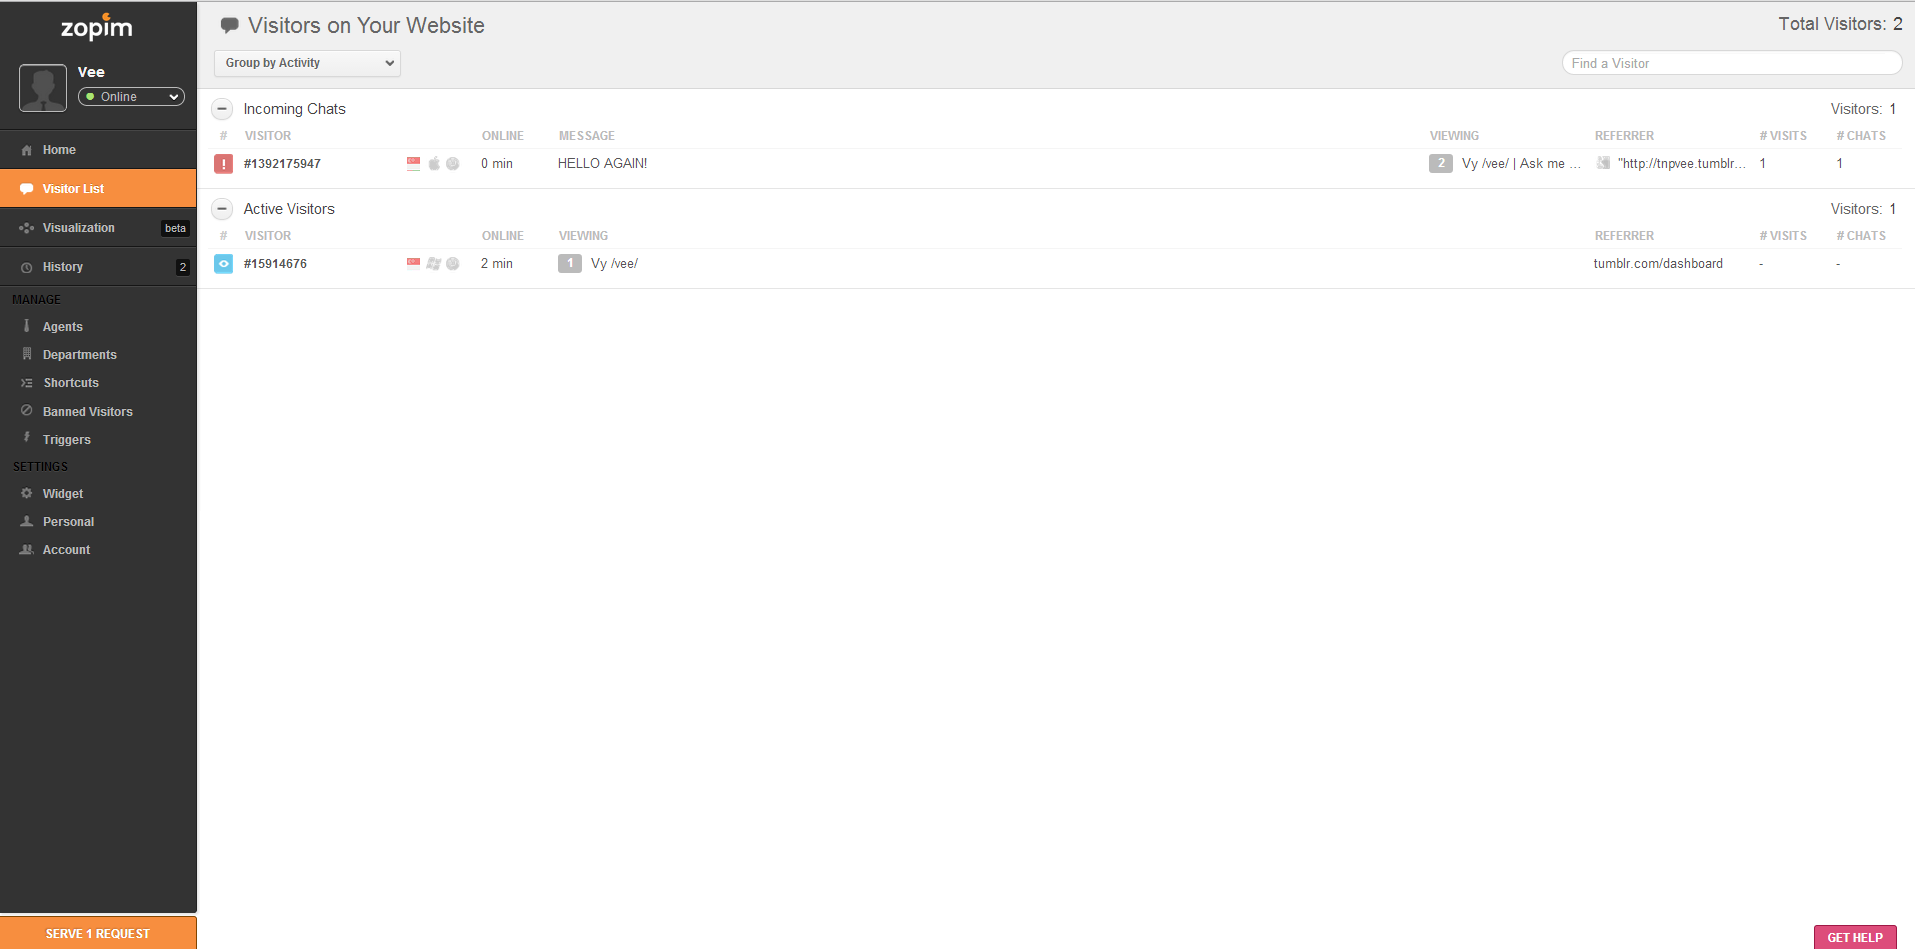 zopim
Vee
Online
Home
Visitor List
Visualization beta
History 2
MANAGE
Agents
Departments
Shortcuts
Banned Visitors
Triggers
SETTINGS
Widget
Personal
Account
SERVE 1 REQUEST
Visitors on Your Website
Total Visitors: 2
Group by Activity
Find a Visitor
Incoming Chats Visitors: 1
# VISITOR ONLINE MESSAGE VIEWING REFERRER # VISITS # CHATS
! #1392175947 0 min HELLO AGAIN! 2 Vy /vee/ | Ask me ... "http://tnpvee.tumblr... 1 1
Active Visitors Visitors: 1
# VISITOR ONLINE VIEWING REFERRER # VISITS # CHATS
#15914676 2 min 1 Vy /vee/ tumblr.com/dashboard - -
GET HELP